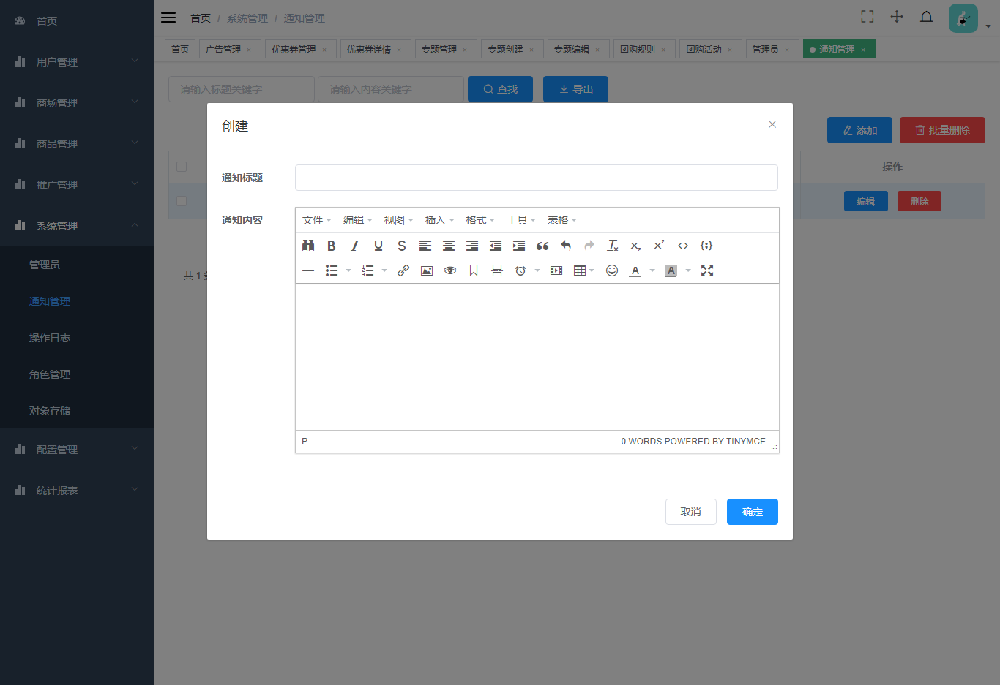 首页
用户管理
商场管理
商品管理
推广管理
系统管理
管理员
通知管理
操作日志
角色管理
对象存储
配置管理
统计报表
首页 / 系统管理 / 通知管理
首页 广告管理 × 优惠券管理 × 优惠券详情 × 专题管理 × 专题创建 × 专题编辑 × 团购规则 × 团购活动 × 管理员 × 通知管理 ×
请输入标题关键字 请输入内容关键字 查找 导出
添加 批量删除
操作
编辑 删除
共 1
创建
通知标题
通知内容
文件 编辑 视图 插入 格式 工具 表格
P 0 WORDS POWERED BY TINYMCE
取消 确定